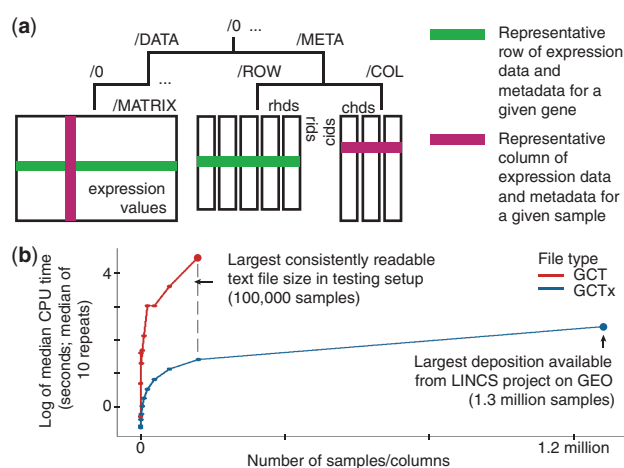 (a)
/0 ...
/DATA
/META
/0
...
/ROW
/COL
/MATRIX
rhds
chds
rids
cids
expression
values
Representative
row of expression
data and
metadata for a
given gene
Representative
column of
expression data
and metadata for
a given sample
(b)
Log of median CPU time
(seconds; median of
10 repeats)
4
0
Largest consistently readable
text file size in testing setup
(100,000 samples)
File type
GCT
GCTx
Largest deposition available
from LINCS project on GEO
(1.3 million samples)
0
1.2 million
Number of samples/columns